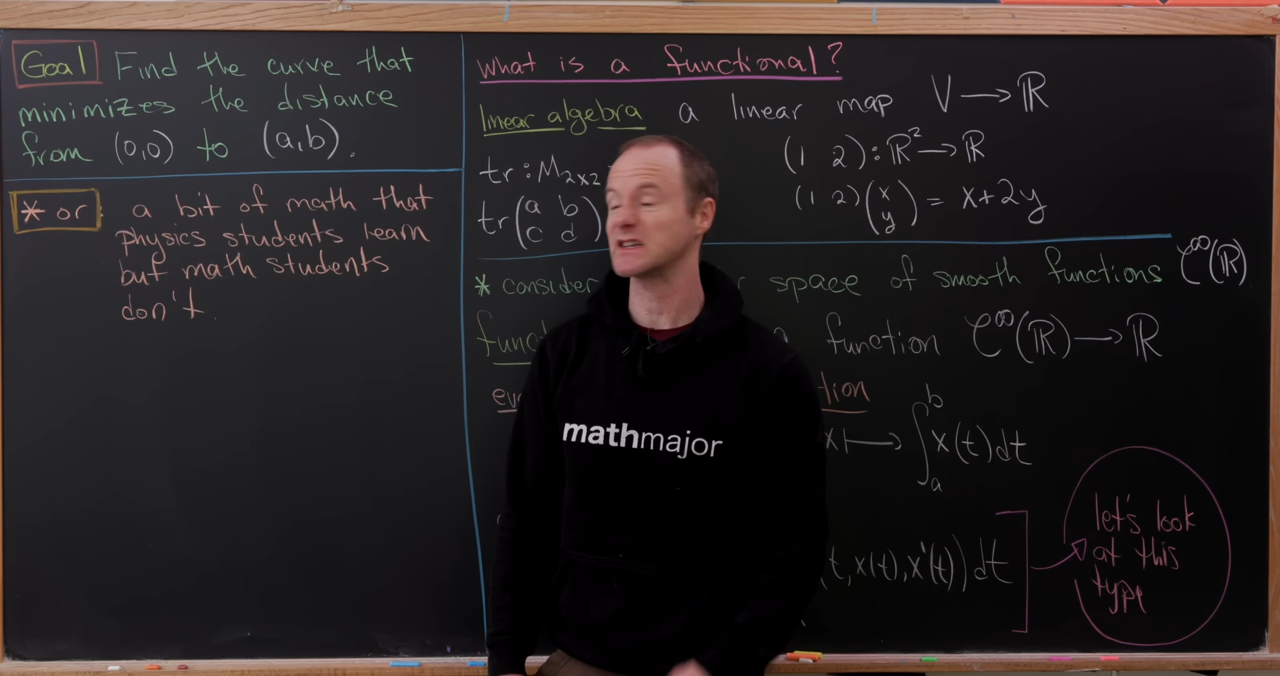 Goal Find the curve that
minimizes the distance
from (0,0) to (a,b).
* or: a bit of math that
physics students learn
but math students
don't.
What is a functional?
linear algebra a linear map V → ℝ
tr : M₂ₓ₂
(1 2) : ℝ² → ℝ
tr(a b
c d)
(1 2)(x
y) = x + 2y
* consider space of smooth functions C^∞(ℝ)
function C^∞(ℝ) → ℝ
x ↦ ∫_a^b x(t)dt
(t, x(t), x'(t))dt
let's look
at this
type
mathmajor